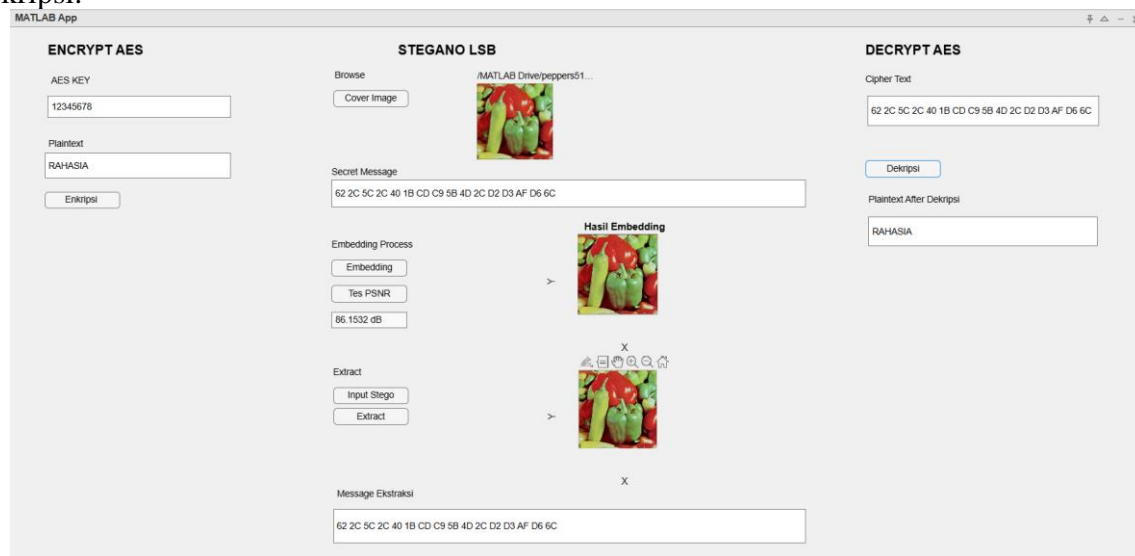 MATLAB App
ENCRYPT AES
AES KEY
12345678
Plaintext
RAHASIA
Enkripsi
STEGANO LSB
Browse
/MATLAB Drive/peppers51...
Cover Image
Secret Message
62 2C 5C 2C 40 1B CD C9 5B 4D 2C D2 D3 AF D6 6C
Hasil Embedding
Embedding Process
Embedding
Tes PSNR
86.1532 dB
Y
X
Extract
Input Stego
Extract
Y
X
Message Ekstraksi
62 2C 5C 2C 40 1B CD C9 5B 4D 2C D2 D3 AF D6 6C
DECRYPT AES
Cipher Text
62 2C 5C 2C 40 1B CD C9 5B 4D 2C D2 D3 AF D6 6C
Dekripsi
Plaintext After Dekripsi
RAHASIA